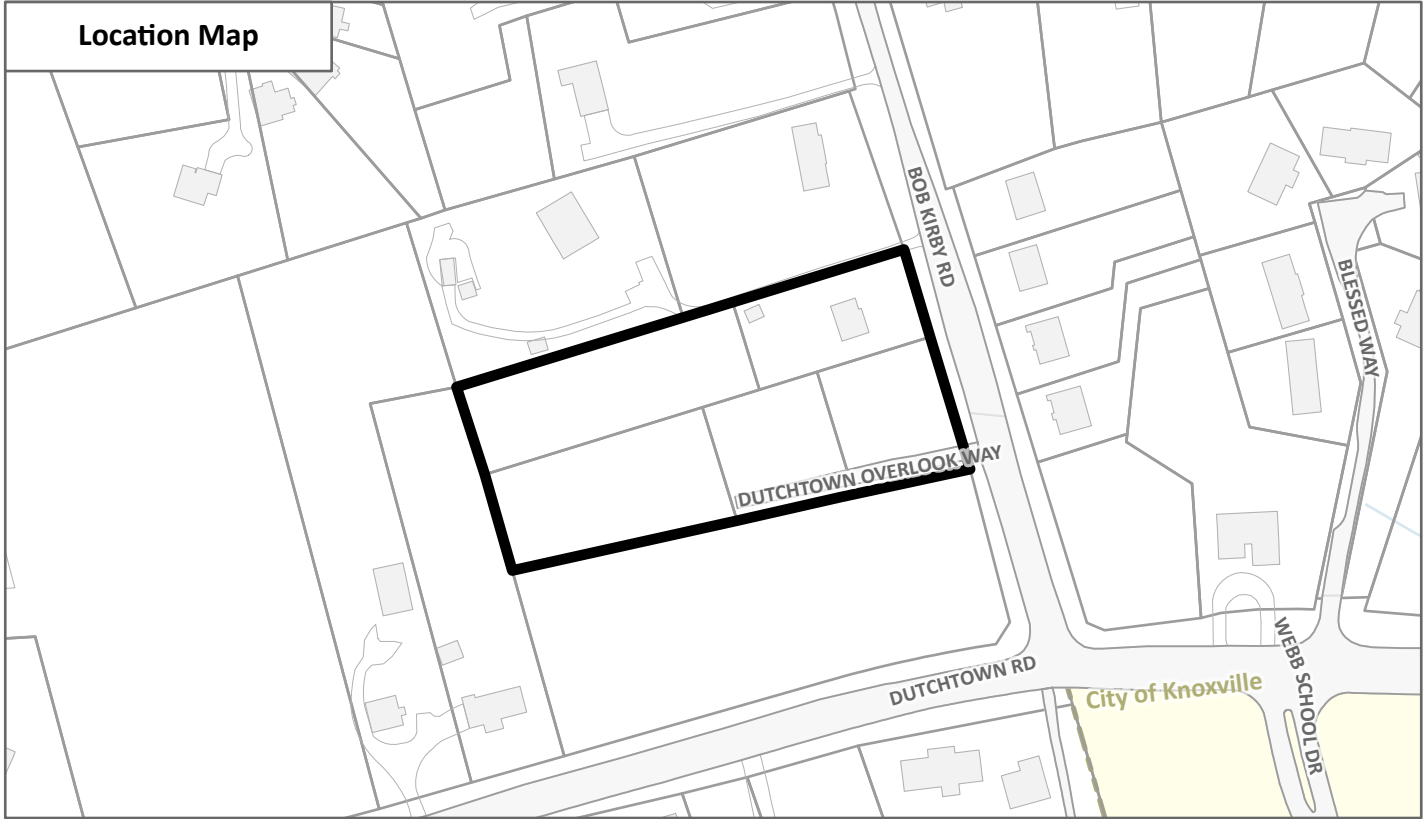 Location Map
BOB KIRBY RD
BLESSED WAY
DUTCHTOWN OVERLOOK WAY
DUTCHTOWN RD
City of Knoxville
WEBB SCHOOL DR